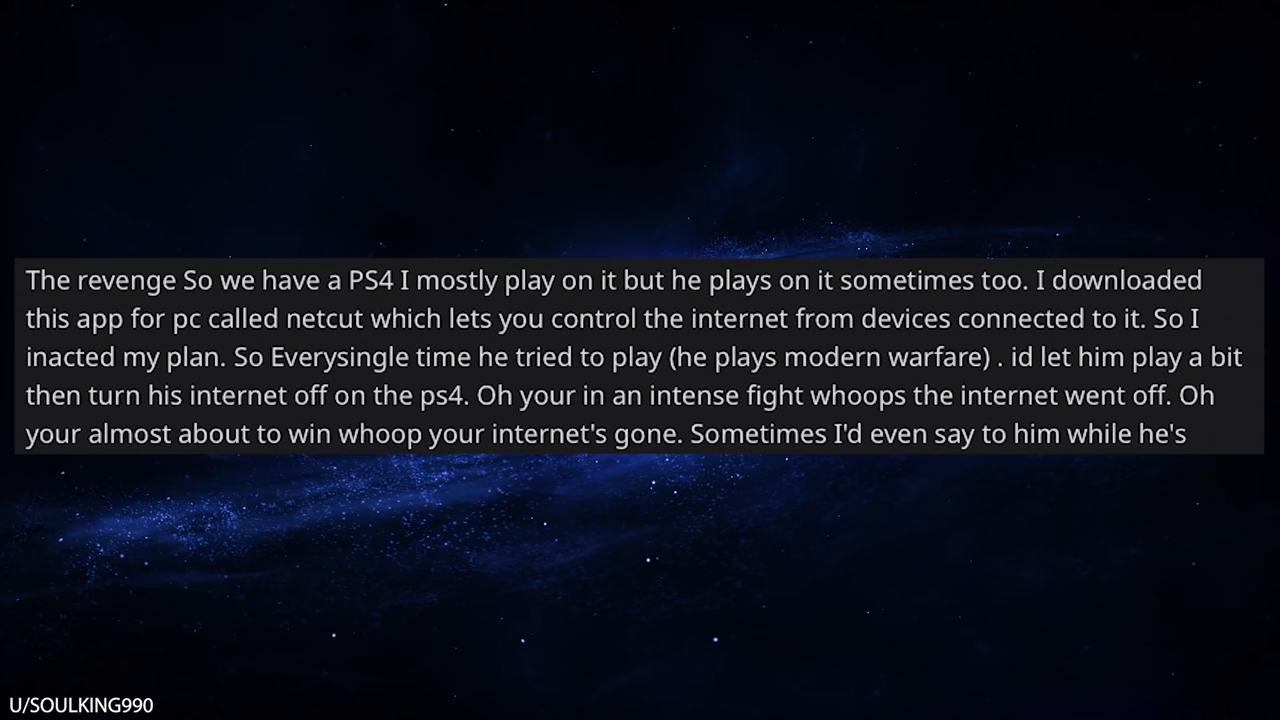 The revenge So we have a PS4 I mostly play on it but he plays on it sometimes too. I downloaded
this app for pc called netcut which lets you control the internet from devices connected to it. So I
inacted my plan. So Everysingle time he tried to play (he plays modern warfare) . id let him play a bit
then turn his internet off on the ps4. Oh your in an intense fight whoops the internet went off. Oh
your almost about to win whoop your internet's gone. Sometimes I'd even say to him while he's
U/SOULKING990